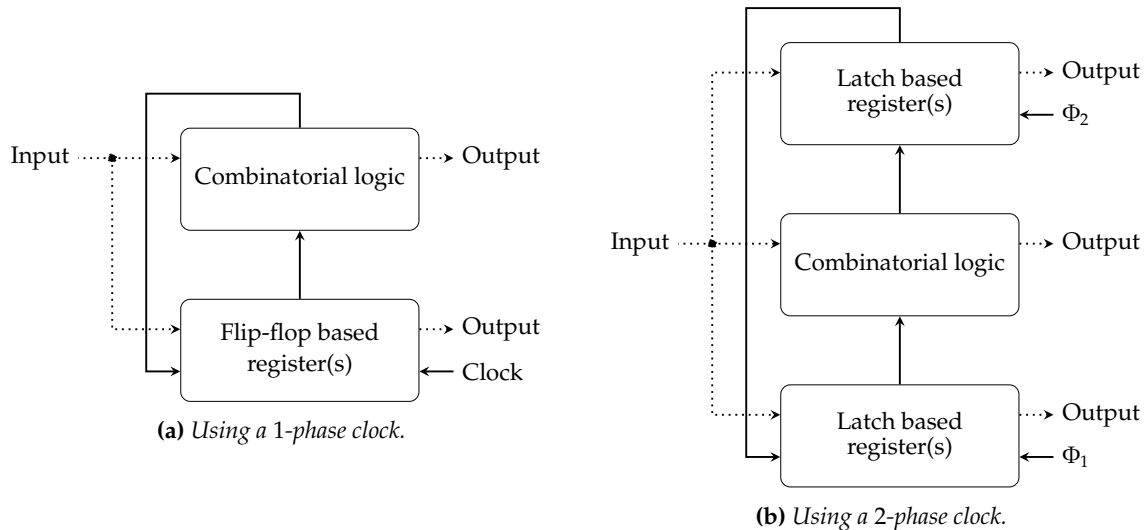 Input
Combinatorial logic
Output
Flip-flop based
register(s)
Output
Clock
(a) Using a 1-phase clock.
Latch based
register(s)
Output
Φ2
Input
Combinatorial logic
Output
Latch based
register(s)
Output
Φ1
(b) Using a 2-phase clock.